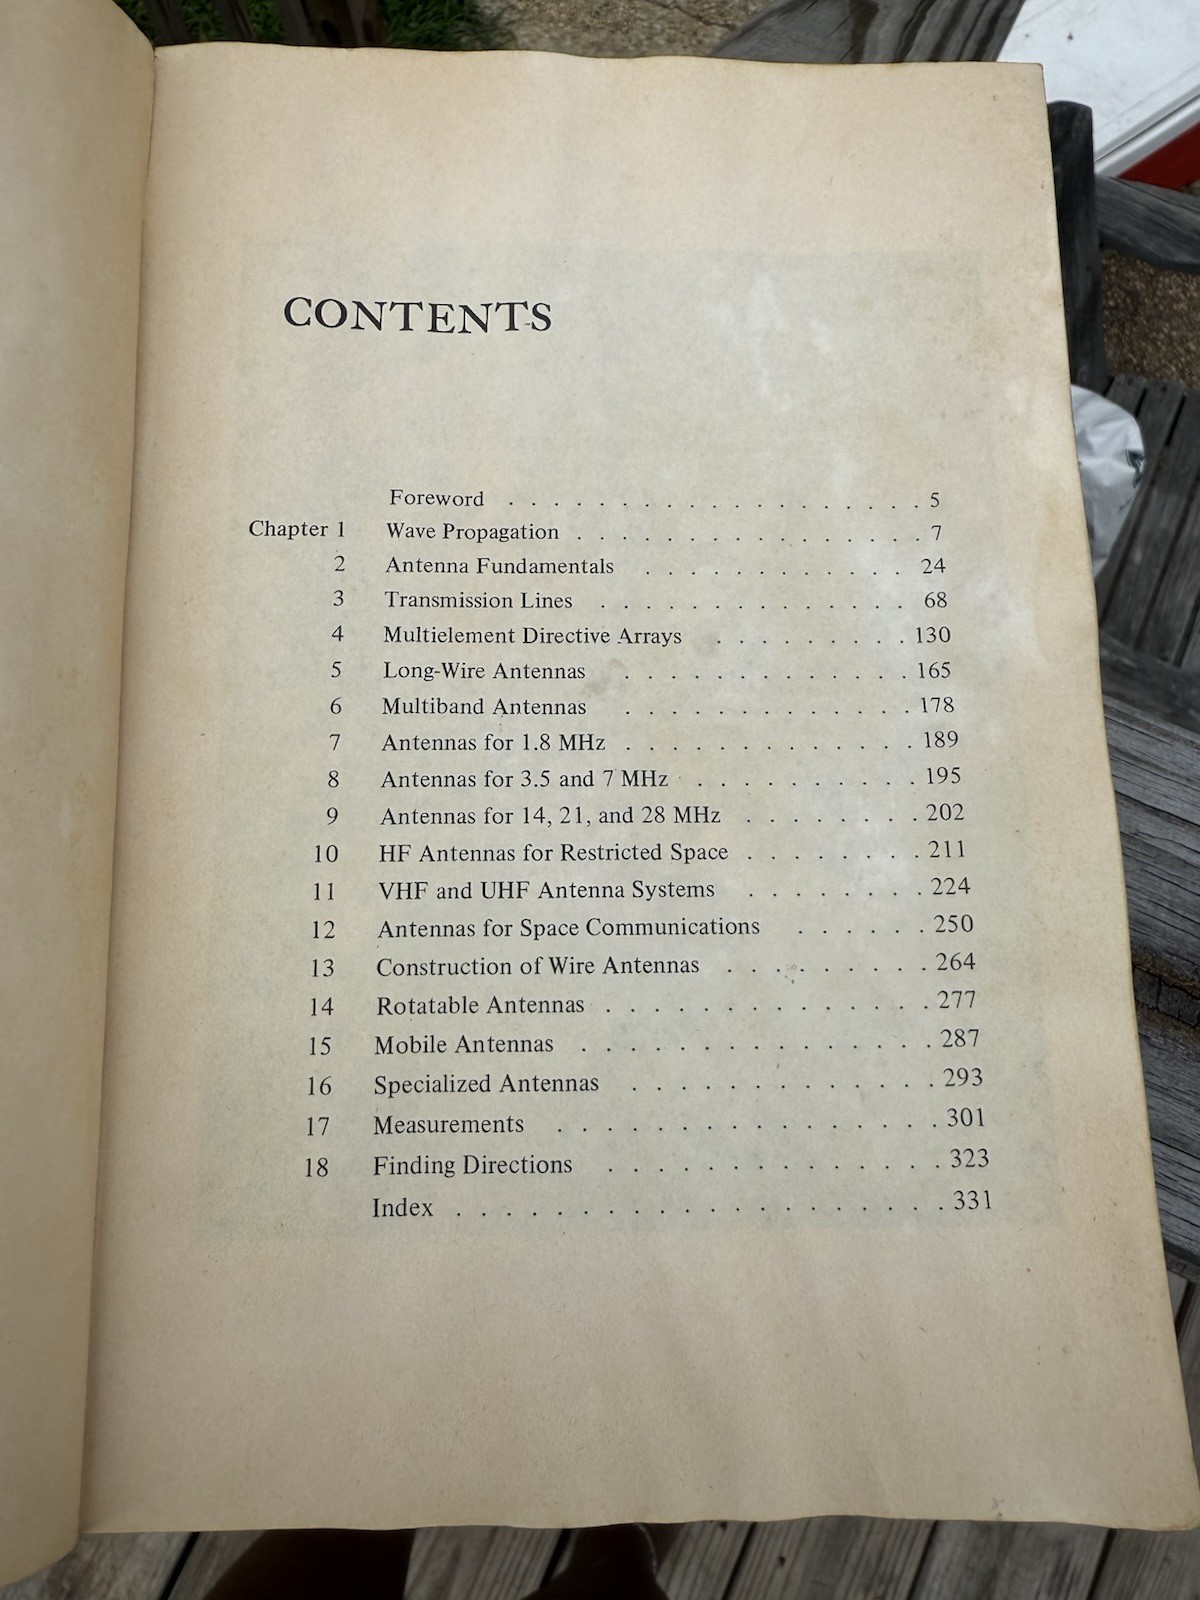 CONTENTS
Foreword . . . . . . . . . . . . . . . . . . . 5
Chapter 1 Wave Propagation . . . . . . . . . . . . . . . . 7
2 Antenna Fundamentals . . . . . . . . . . . . 24
3 Transmission Lines . . . . . . . . . . . . . . 68
4 Multielement Directive Arrays . . . . . . . . . 130
5 Long-Wire Antennas . . . . . . . . . . . . . 165
6 Multiband Antennas . . . . . . . . . . . . . 178
7 Antennas for 1.8 MHz . . . . . . . . . . . . . 189
8 Antennas for 3.5 and 7 MHz . . . . . . . . . . 195
9 Antennas for 14, 21, and 28 MHz . . . . . . . . 202
10 HF Antennas for Restricted Space . . . . . . . . 211
11 VHF and UHF Antenna Systems . . . . . . . . 224
12 Antennas for Space Communications . . . . . . 250
13 Construction of Wire Antennas . . . . . . . . . 264
14 Rotatable Antennas . . . . . . . . . . . . . . 277
15 Mobile Antennas . . . . . . . . . . . . . . . 287
16 Specialized Antennas . . . . . . . . . . . . . 293
17 Measurements . . . . . . . . . . . . . . . . 301
18 Finding Directions . . . . . . . . . . . . . . 323
Index . . . . . . . . . . . . . . . . . . . . 331